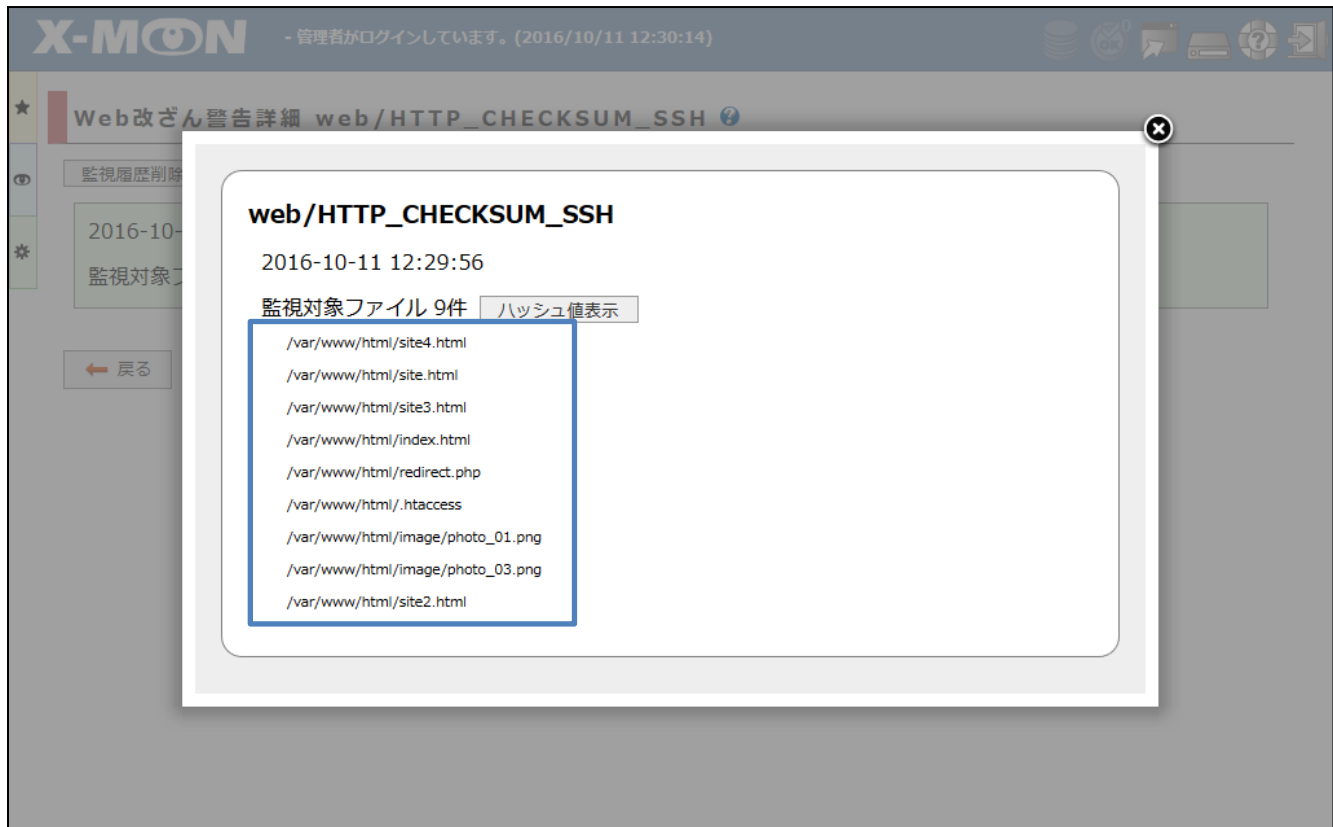 X-MON
- 管理者がログインしています。(2016/10/11 12:30:14)
0
OK
Web改ざん警告詳細 web/HTTP_CHECKSUM_SSH
監視履歴削除
2016-10-
監視対象フ
戻る
web/HTTP_CHECKSUM_SSH
2016-10-11 12:29:56
監視対象ファイル 9件 ハッシュ値表示
/var/www/html/site4.html
/var/www/html/site.html
/var/www/html/site3.html
/var/www/html/index.html
/var/www/html/redirect.php
/var/www/html/.htaccess
/var/www/html/image/photo_01.png
/var/www/html/image/photo_03.png
/var/www/html/site2.html